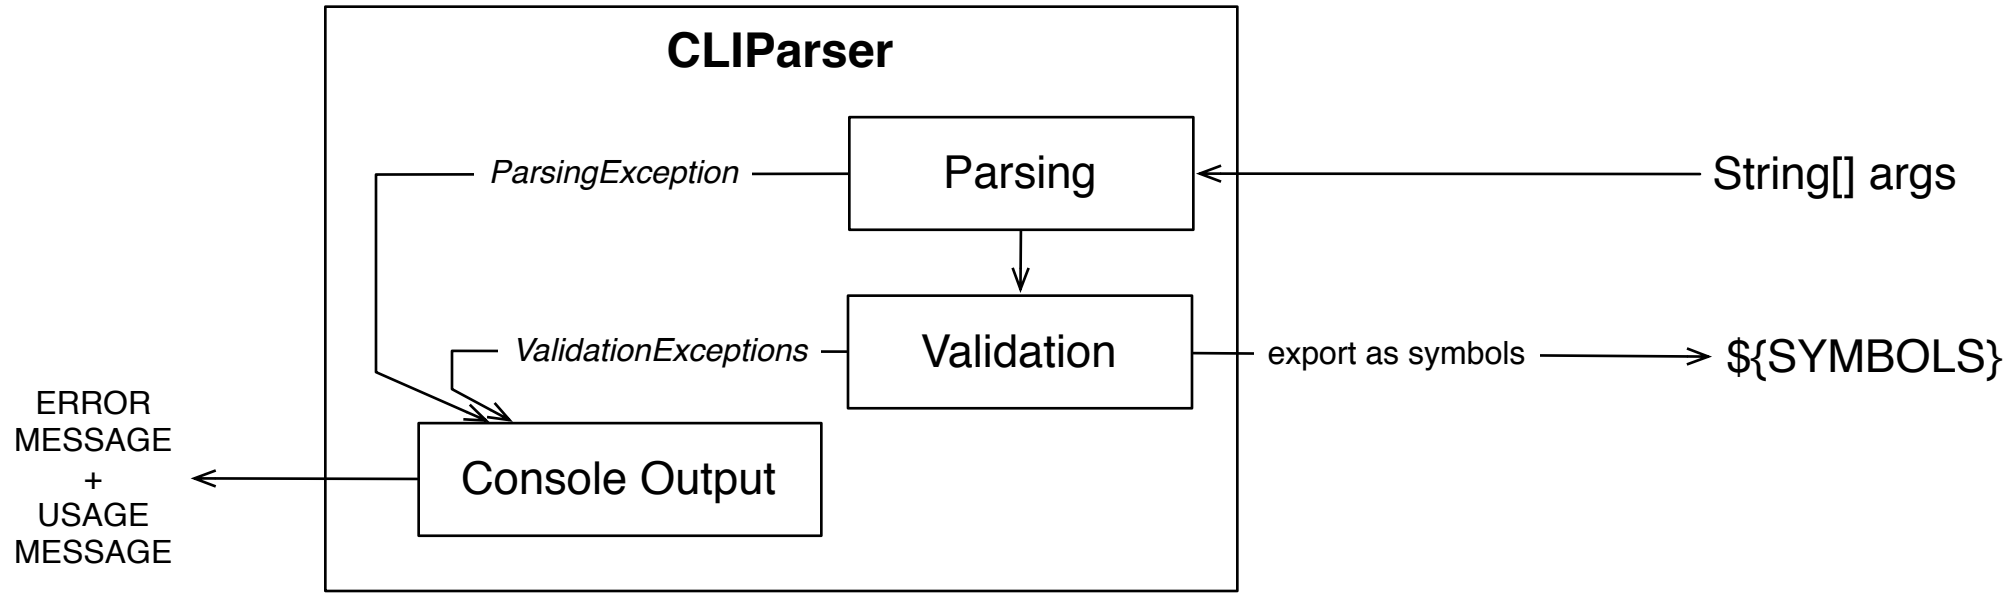 CLIParser
ParsingException
Parsing
String[] args
ValidationExceptions
Validation
export as symbols
${SYMBOLS}
ERROR
MESSAGE
+
USAGE
MESSAGE
Console Output